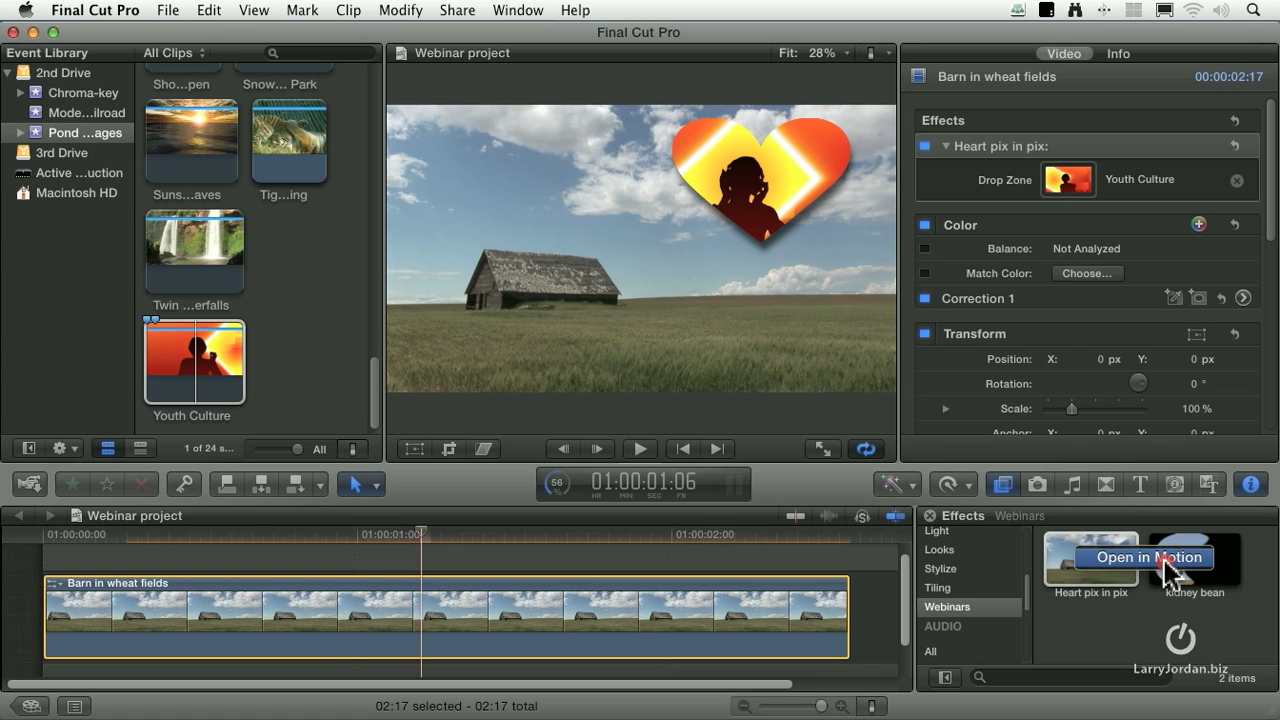 Final Cut Pro File Edit View Mark Clip Modify Share Window Help
Final Cut Pro
Event Library
All Clips
Webinar project
Fit: 28%
Video
Info
2nd Drive
Chroma-key
Mode...ilroad
Pond ...ages
3rd Drive
Active ...uction
Macintosh HD
Sho...pen
Snow... Park
Suns...aves
Tig...ing
Twin ...erfalls
Youth Culture
1 of 24 s...
All
Barn in wheat fields
00:00:02:17
Effects
Heart pix in pix:
Drop Zone
Youth Culture
Color
Balance:
Not Analyzed
Match Color:
Choose...
Correction 1
Transform
Position:
X:
0 px
Y:
0 px
Rotation:
0 °
Scale:
100 %
Anchor:
X:
0 px
Y:
0 px
56
%
01:00:01:06
HR MIN SEC FR
Webinar project
01:00:00:00
01:00:01:00
01:00:02:00
Barn in wheat fields
Effects
Webinars
Light
Looks
Stylize
Tiling
Webinars
AUDIO
All
Open in Motion
Heart pix in pix
kidney bean
LarryJordan.biz
2 items
02:17 selected - 02:17 total